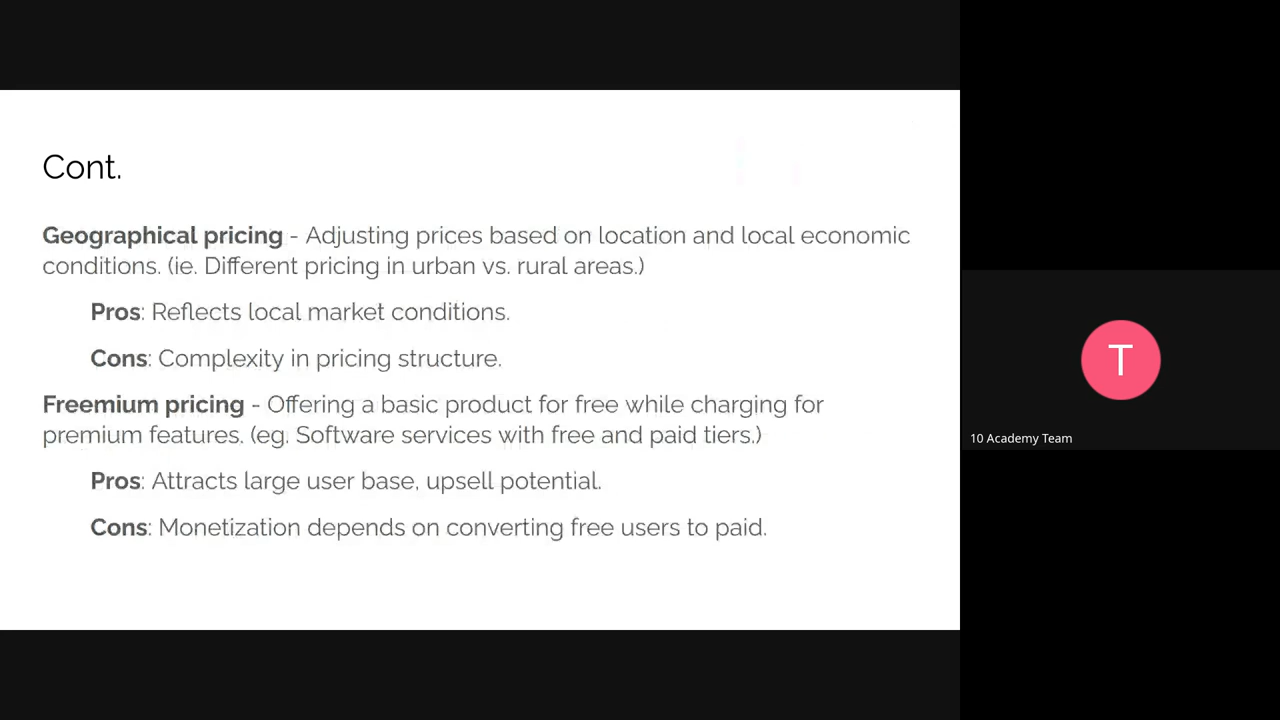 Cont.
Geographical pricing - Adjusting prices based on location and local economic
conditions. (ie. Different pricing in urban vs. rural areas.)
Pros: Reflects local market conditions.
Cons: Complexity in pricing structure.
Freemium pricing - Offering a basic product for free while charging for
premium features. (eg. Software services with free and paid tiers.)
Pros: Attracts large user base, upsell potential.
Cons: Monetization depends on converting free users to paid.
T
10 Academy Team